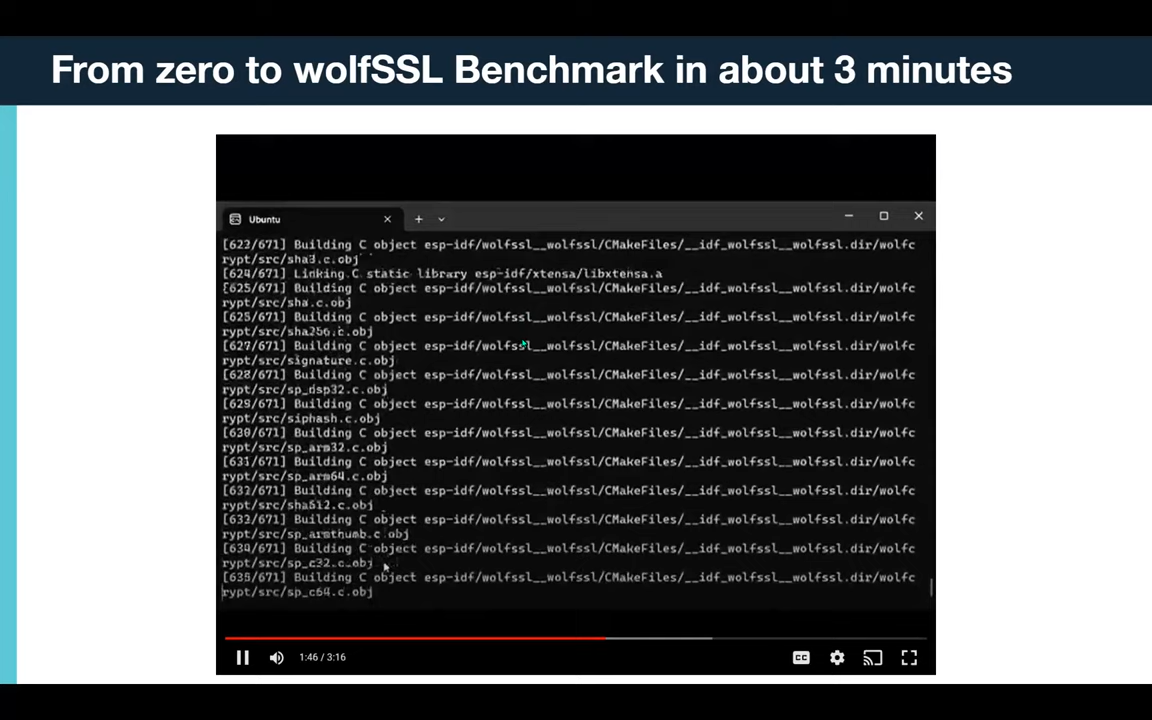 From zero to wolfSSL Benchmark in about 3 minutes
Ubuntu
[623/671] Building C object esp-idf/wolfssl__wolfssl/CMakeFiles/__idf_wolfssl__wolfssl.dir/wolfc
rypt/src/sha3.c.obj
[624/671] Linking C static library esp-idf/xtensa/libxtensa.a
[625/671] Building C object esp-idf/wolfssl__wolfssl/CMakeFiles/__idf_wolfssl__wolfssl.dir/wolfc
rypt/src/sha.c.obj
[626/671] Building C object esp-idf/wolfssl__wolfssl/CMakeFiles/__idf_wolfssl__wolfssl.dir/wolfc
rypt/src/sha256.c.obj
[627/671] Building C object esp-idf/wolfssl__wolfssl/CMakeFiles/__idf_wolfssl__wolfssl.dir/wolfc
rypt/src/signature.c.obj
[628/671] Building C object esp-idf/wolfssl__wolfssl/CMakeFiles/__idf_wolfssl__wolfssl.dir/wolfc
rypt/src/sp_dsp32.c.obj
[629/671] Building C object esp-idf/wolfssl__wolfssl/CMakeFiles/__idf_wolfssl__wolfssl.dir/wolfc
rypt/src/siphash.c.obj
[630/671] Building C object esp-idf/wolfssl__wolfssl/CMakeFiles/__idf_wolfssl__wolfssl.dir/wolfc
rypt/src/sp_arm32.c.obj
[631/671] Building C object esp-idf/wolfssl__wolfssl/CMakeFiles/__idf_wolfssl__wolfssl.dir/wolfc
rypt/src/sp_arm64.c.obj
[632/671] Building C object esp-idf/wolfssl__wolfssl/CMakeFiles/__idf_wolfssl__wolfssl.dir/wolfc
rypt/src/sha512.c.obj
[633/671] Building C object esp-idf/wolfssl__wolfssl/CMakeFiles/__idf_wolfssl__wolfssl.dir/wolfc
rypt/src/sp_armthumb.c.obj
[634/671] Building C object esp-idf/wolfssl__wolfssl/CMakeFiles/__idf_wolfssl__wolfssl.dir/wolfc
rypt/src/sp_c32.c.obj
[635/671] Building C object esp-idf/wolfssl__wolfssl/CMakeFiles/__idf_wolfssl__wolfssl.dir/wolfc
rypt/src/sp_c64.c.obj
1:46 / 3:16
CC